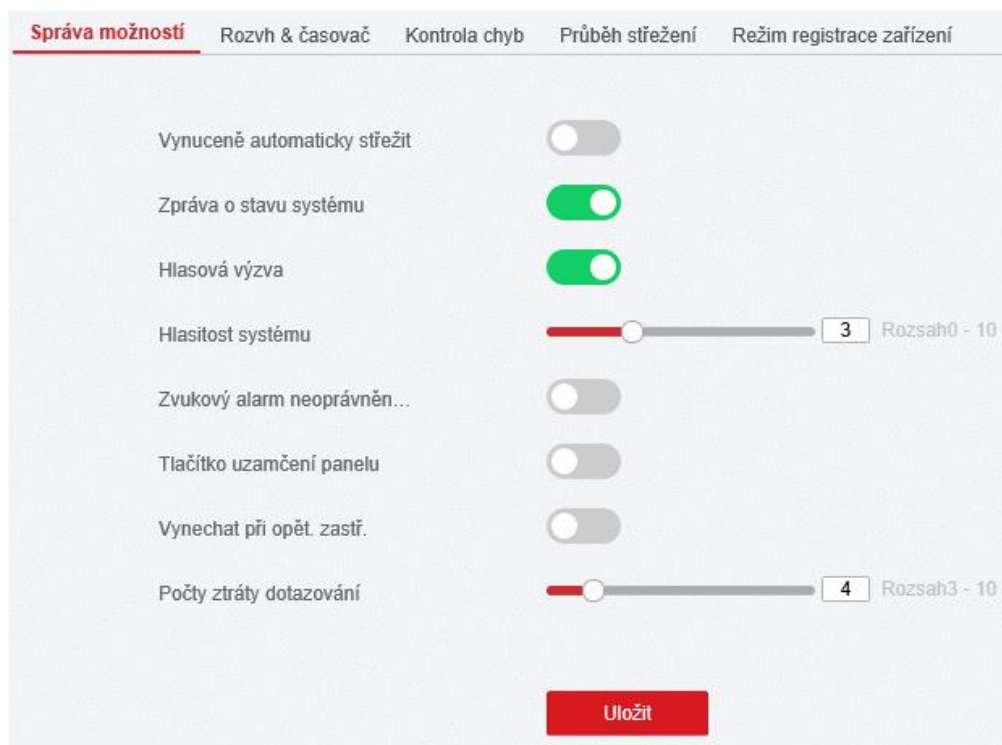 Správa možností Rozvh & časovač Kontrola chyb Průběh střežení Režim registrace zařízení
Vynuceně automaticky střežit
Zpráva o stavu systému
Hlasová výzva
Hlasitost systému 3 Rozsah0 - 10
Zvukový alarm neoprávněn...
Tlačítko uzamčení panelu
Vynechat při opět. zastř.
Počty ztráty dotazování 4 Rozsah3 - 10
Uložit